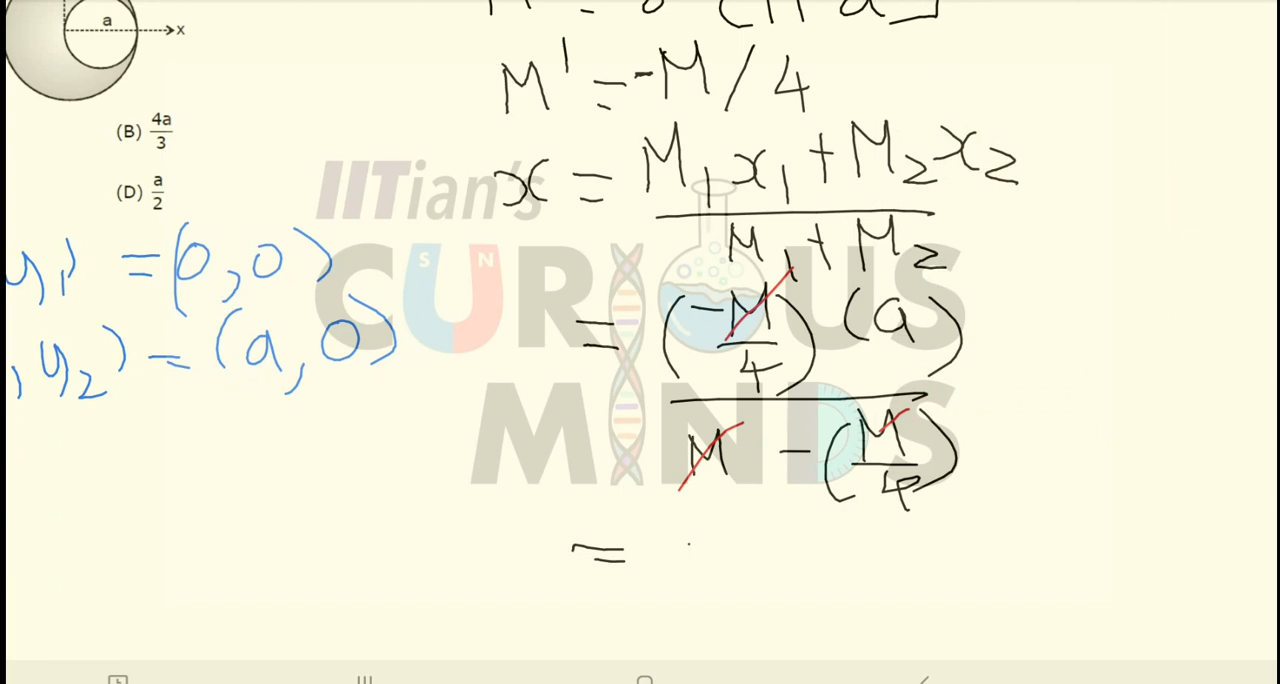 a
x
M' = -M/4
(B) 4a/3
x = M₁x₁ + M₂x₂ / M₁ + M₂
(D) a/2
IITian's
CURIOUS
MINDS
S N
y₁) = (0,0)
,y₂) = (a,0)
= (-M/4)(a) / M - (M/4)
=